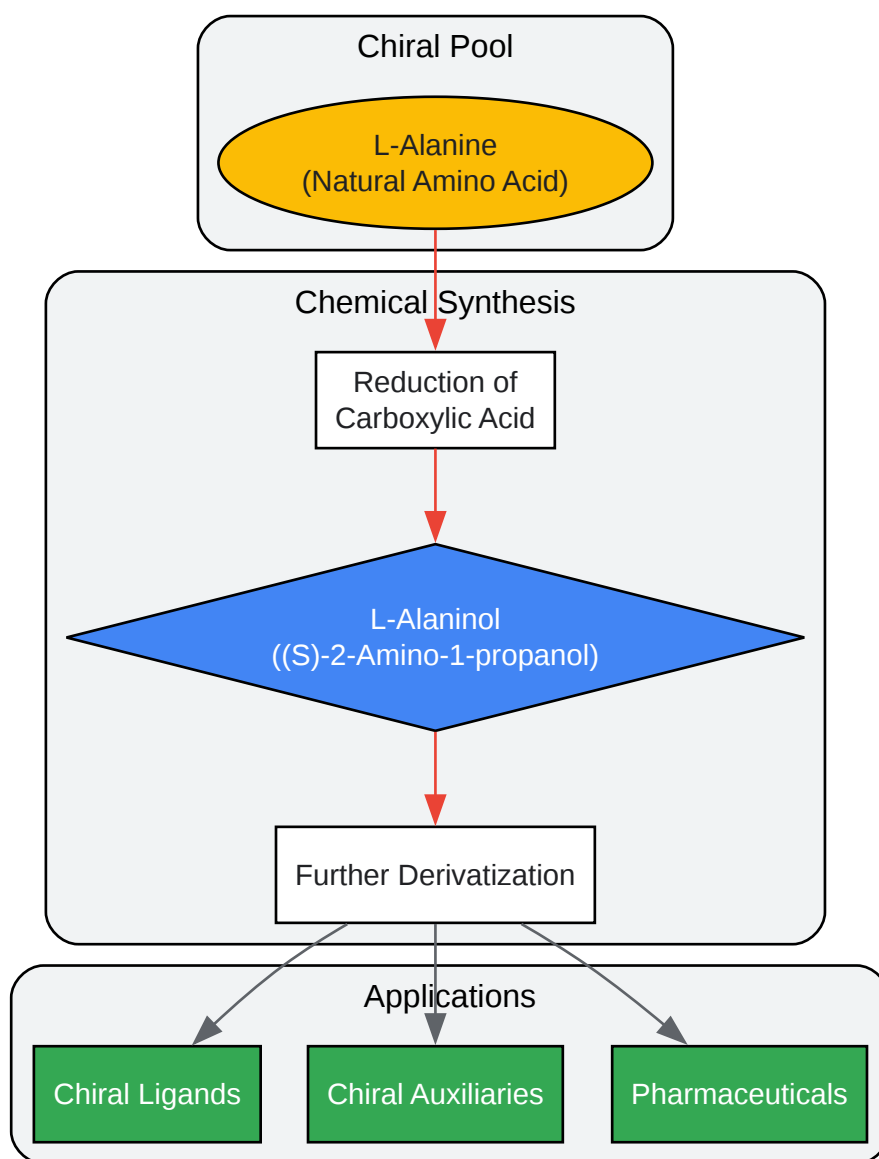 Chiral Pool
L-Alanine
(Natural Amino Acid)
Chemical Synthesis
Reduction of
Carboxylic Acid
L-Alaninol
((S)-2-Amino-1-propanol)
Further Derivatization
Applications
Chiral Ligands
Chiral Auxiliaries
Pharmaceuticals